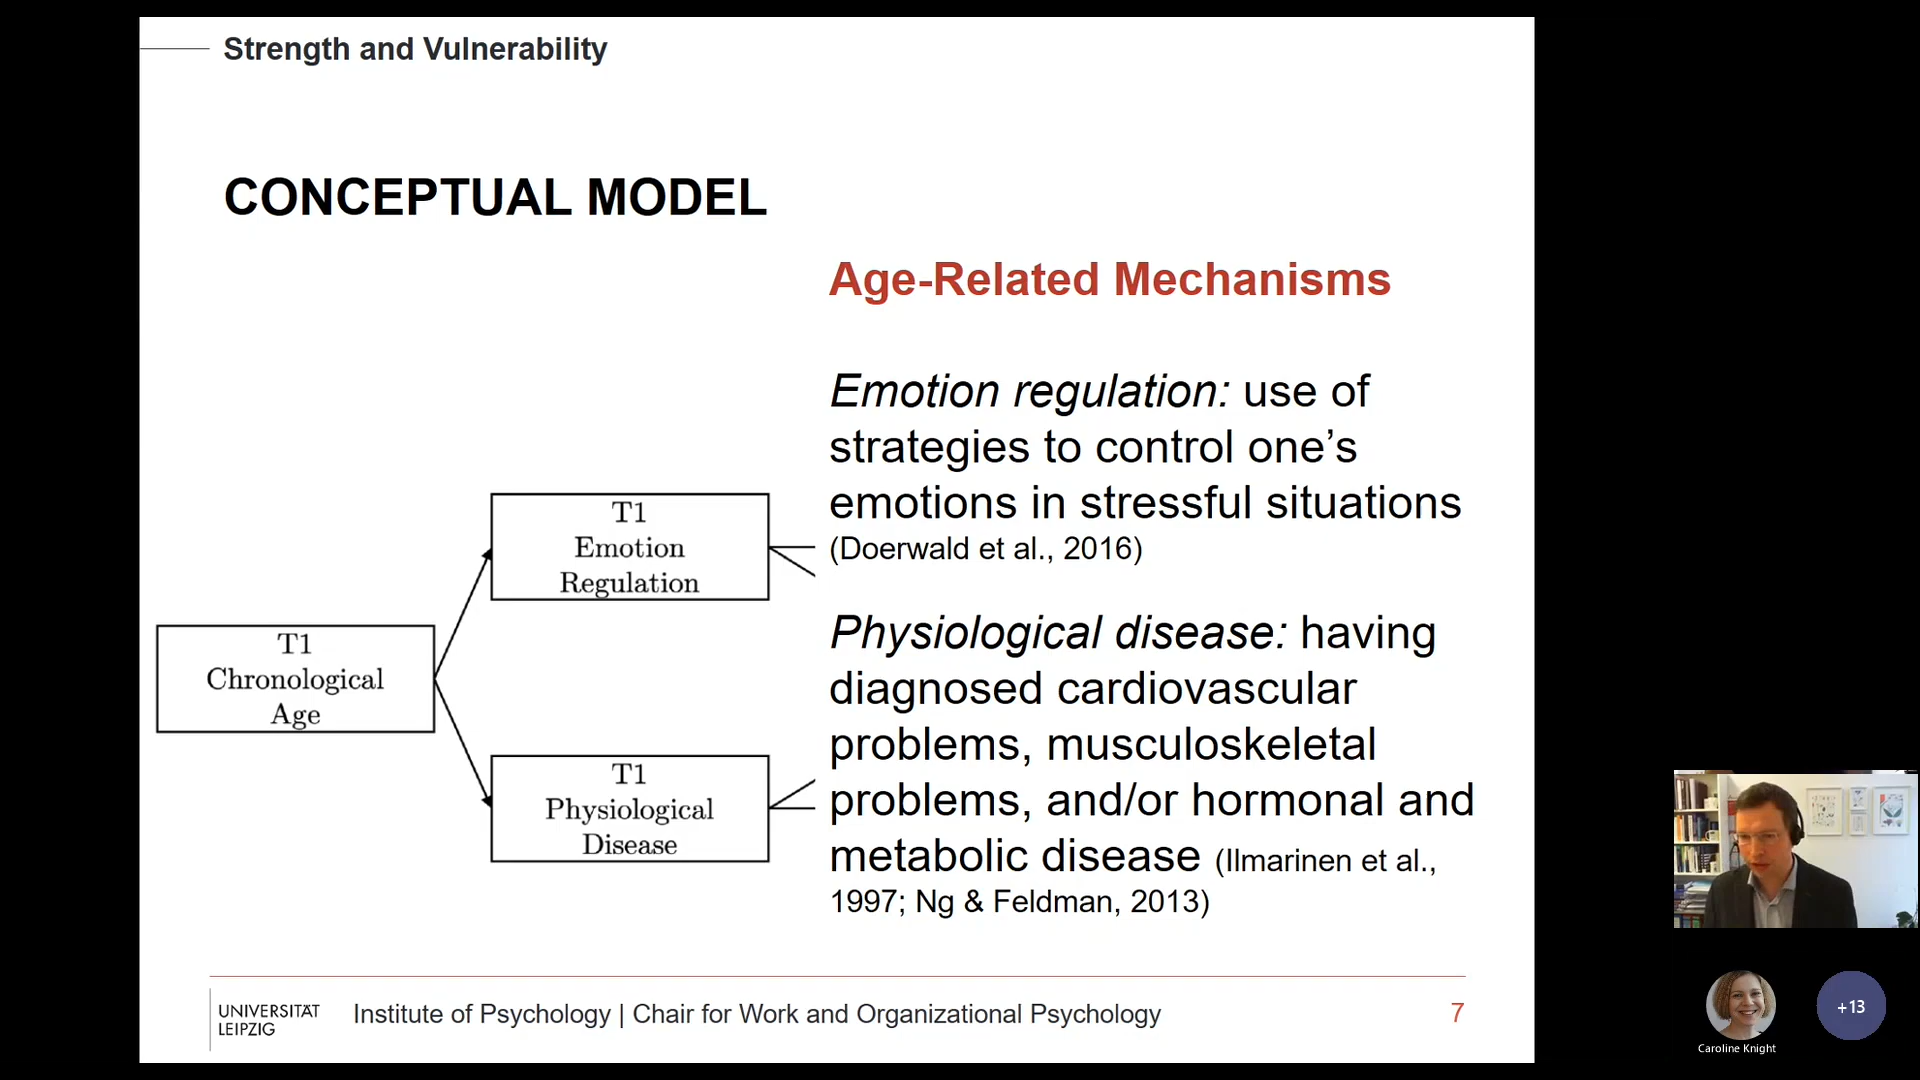 Strength and Vulnerability
CONCEPTUAL MODEL
Age-Related Mechanisms
Emotion regulation: use of
strategies to control one’s
emotions in stressful situations
(Doerwald et al., 2016)
Physiological disease: having
diagnosed cardiovascular
problems, musculoskeletal
problems, and/or hormonal and
metabolic disease (Ilmarinen et al.,
1997; Ng & Feldman, 2013)
T1
Emotion
Regulation
T1
Chronological
Age
T1
Physiological
Disease
UNIVERSITÄT
LEIPZIG
Institute of Psychology | Chair for Work and Organizational Psychology
7
Caroline Knight
+13